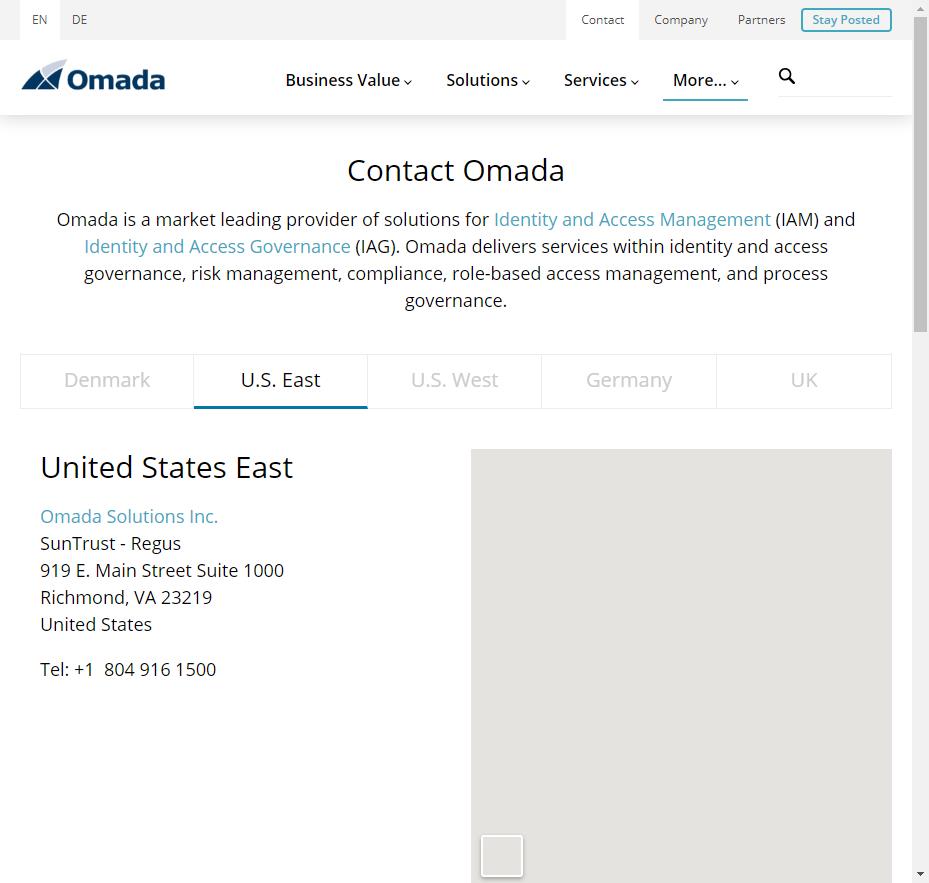 EN DE Contact Company Partners Stay Posted
Omada Business Value Solutions Services More...
Contact Omada
Omada is a market leading provider of solutions for Identity and Access Management (IAM) and
Identity and Access Governance (IAG). Omada delivers services within identity and access
governance, risk management, compliance, role-based access management, and process
governance.
Denmark U.S. East U.S. West Germany UK
United States East
Omada Solutions Inc.
SunTrust - Regus
919 E. Main Street Suite 1000
Richmond, VA 23219
United States
Tel: +1  804 916 1500